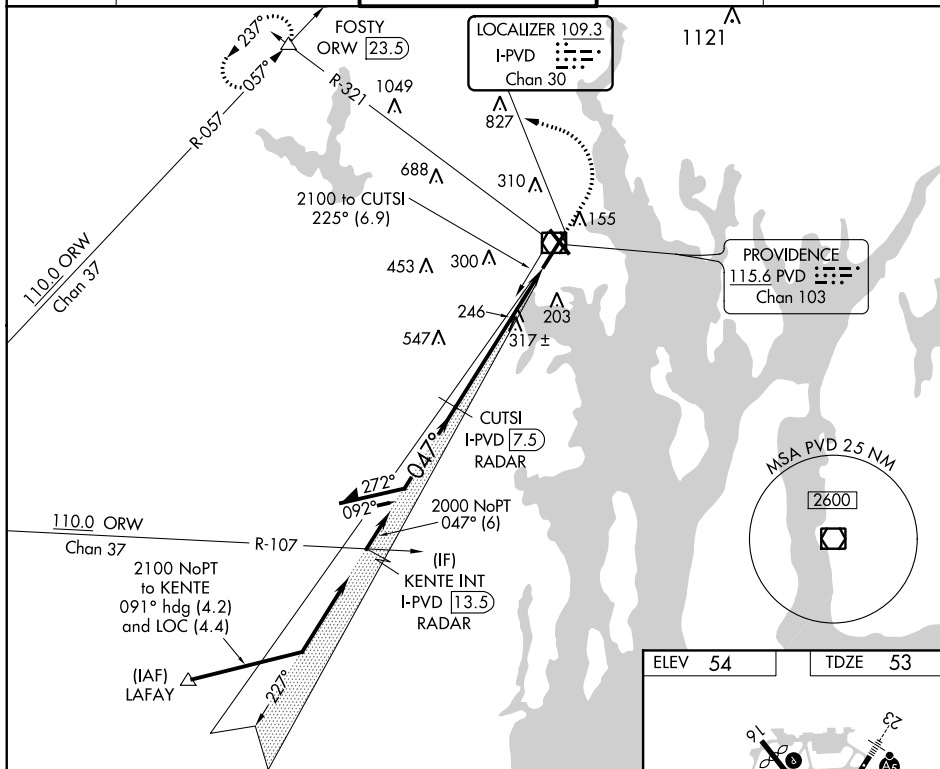 FOSTY
ORW 23.5
237°
057°
R-321
R-057
110.0 ORW
Chan 37
LOCALIZER 109.3
I-PVD
Chan 30
1121
1049
827
688
310
155
2100 to CUTSI
225° (6.9)
453
300
PROVIDENCE
115.6 PVD
Chan 103
246
203
547
317 ±
CUTSI
I-PVD 7.5
RADAR
047°
272°
092°
2000 NoPT
047° (6)
110.0 ORW
Chan 37
R-107
(IF)
KENTE INT
I-PVD 13.5
RADAR
2100 NoPT
to KENTE
091° hdg (4.2)
and LOC (4.4)
(IAF)
LAFAY
227°
MSA PVD 25 NM
2600
ELEV 54
TDZE 53
16
23
A5